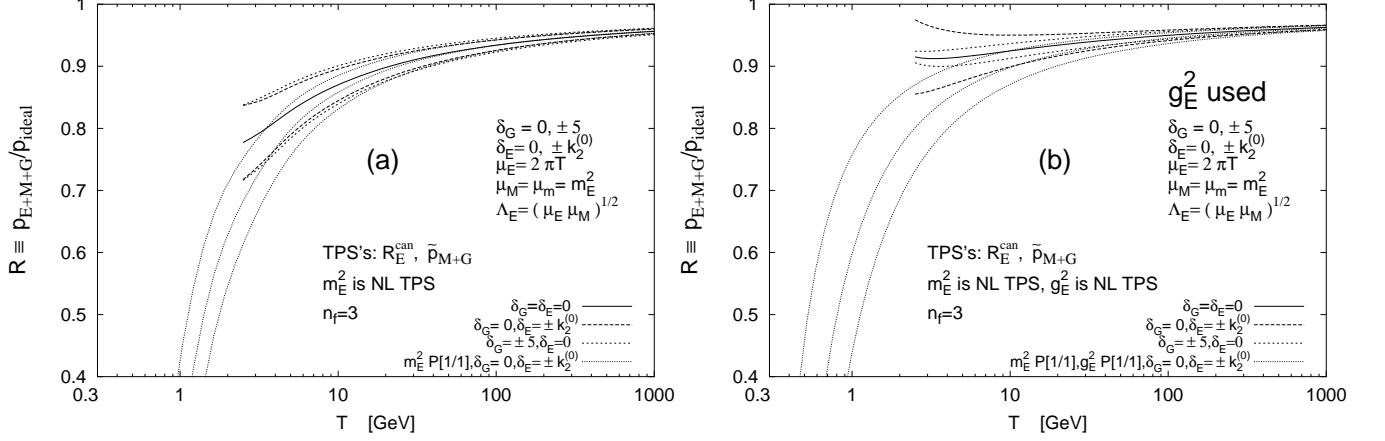 R ≡ p_{E+M+G}/p_{ideal}
1
0.9
0.8
0.7
0.6
0.5
0.4
(a)
δ_G = 0, ± 5
δ_E= 0, ± k_2^{(0)}
μ_E= 2 πT
μ_M= μ_m= m_E^2
Λ_E= ( μ_E μ_M )^{1/2}
TPS's: R_E^{can}, p̃_{M+G}
m_E^2 is NL TPS
n_f=3
δ_G=δ_E=0
δ_G= 0,δ_E= ± k_2^{(0)}
δ_G= ± 5,δ_E=0
m_E^2 P[1/1],δ_G= 0,δ_E= ± k_2^{(0)}
0.3 1 10 100 1000
T [GeV]
R ≡ p_{E+M+G}/p_{ideal}
1
0.9
0.8
0.7
0.6
0.5
0.4
(b)
g_E^2 used
δ_G = 0, ± 5
δ_E= 0, ± k_2^{(0)}
μ_E= 2 πT
μ_M= μ_m= m_E^2
Λ_E= ( μ_E μ_M )^{1/2}
TPS's: R_E^{can}, p̃_{M+G}
m_E^2 is NL TPS, g_E^2 is NL TPS
n_f=3
δ_G=δ_E=0
δ_G= 0,δ_E= ± k_2^{(0)}
δ_G= ± 5,δ_E=0
m_E^2 P[1/1],g_E^2 P[1/1],δ_G= 0,δ_E= ± k_2^{(0)}
0.3 1 10 100 1000
T [GeV]